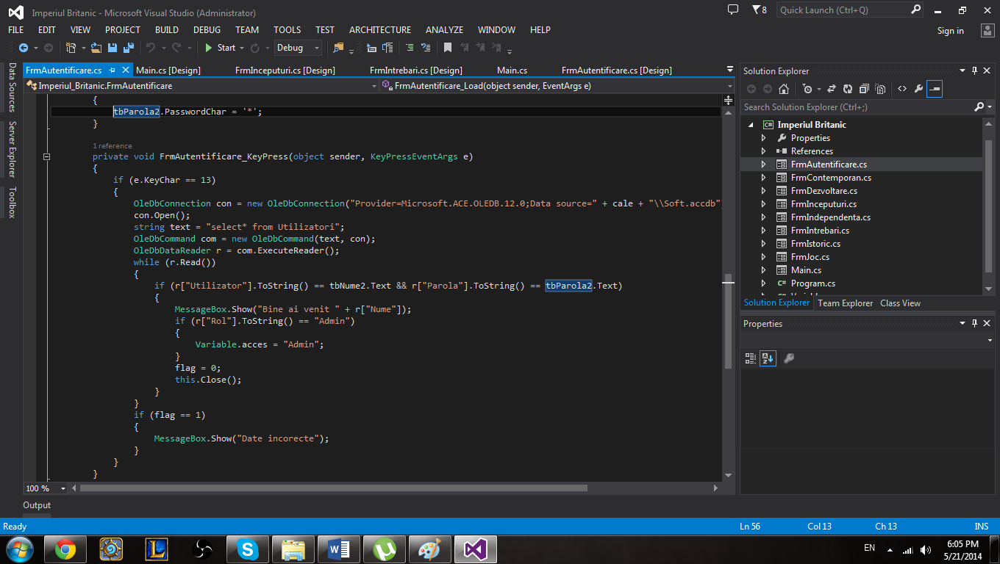 Imperiul Britanic - Microsoft Visual Studio (Administrator)
8
Quick Launch (Ctrl+Q)
FILE EDIT VIEW PROJECT BUILD DEBUG TEAM TOOLS TEST ARCHITECTURE ANALYZE WINDOW HELP
Sign in
Start
Debug
Data Sources
Server Explorer
Toolbox
FrmAutentificare.cs
Main.cs [Design]
FrmInceputuri.cs [Design]
FrmIntrebari.cs [Design]
Main.cs
FrmAutentificare.cs [Design]
Imperiul_Britanic.FrmAutentificare
FrmAutentificare_Load(object sender, EventArgs e)
{
tbParola2.PasswordChar = '*';
}
1 reference
private void FrmAutentificare_KeyPress(object sender, KeyPressEventArgs e)
{
if (e.KeyChar == 13)
{
OleDbConnection con = new OleDbConnection("Provider=Microsoft.ACE.OLEDB.12.0;Data source=" + cale + "\\Soft.accdb"
con.Open();
string text = "select* from Utilizatori";
OleDbCommand com = new OleDbCommand(text, con);
OleDbDataReader r = com.ExecuteReader();
while (r.Read())
{
if (r["Utilizator"].ToString() == tbNume2.Text && r["Parola"].ToString() == tbParola2.Text)
{
MessageBox.Show("Bine ai venit " + r["Nume"]);
if (r["Rol"].ToString() == "Admin")
{
Variable.acces = "Admin";
}
flag = 0;
this.Close();
}
}
if (flag == 1)
{
MessageBox.Show("Date incorecte");
}
}
}
100 %
Solution Explorer
Search Solution Explorer (Ctrl+;)
C# Imperiul Britanic
Properties
References
FrmAutentificare.cs
FrmContemporan.cs
FrmDezvoltare.cs
FrmInceputuri.cs
FrmIndependenta.cs
FrmIntrebari.cs
FrmIstoric.cs
FrmJoc.cs
Main.cs
C# Program.cs
Solution Explorer Team Explorer Class View
Properties
Output
Ready
Ln 56
Col 13
Ch 13
INS
EN
6:05 PM
5/21/2014